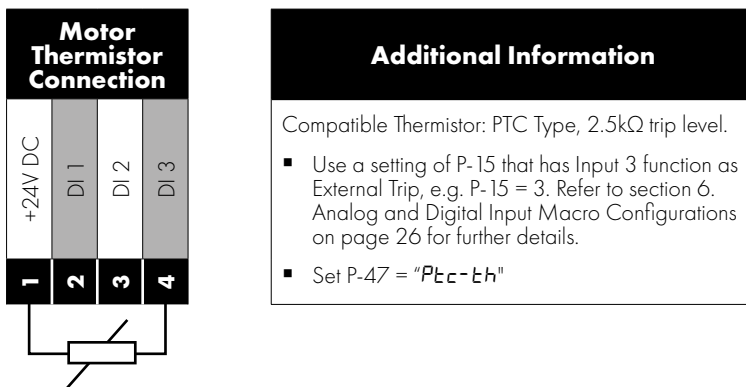 Motor
Thermistor
Connection
+24V DC
DI 1
DI 2
DI 3
1
2
3
4
Additional Information
Compatible Thermistor: PTC Type, 2.5kΩ trip level.
▪ Use a setting of P-15 that has Input 3 function as
External Trip, e.g. P-15 = 3. Refer to section 6.
Analog and Digital Input Macro Configurations
on page 26 for further details.
▪ Set P-47 = “Ptc-th"